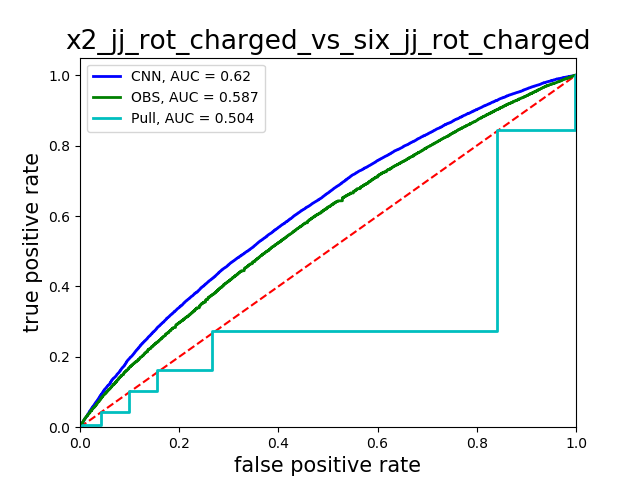 x2_jj_rot_charged_vs_six_jj_rot_charged
CNN, AUC = 0.62
OBS, AUC = 0.587
Pull, AUC = 0.504
true positive rate
1.0
0.8
0.6
0.4
0.2
0.0
0.0 0.2 0.4 0.6 0.8 1.0
false positive rate